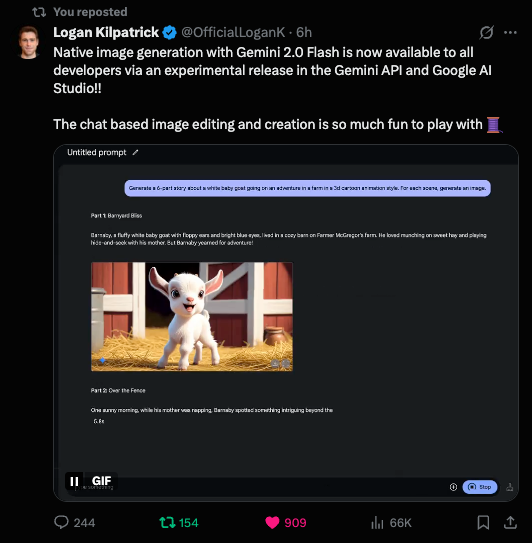 You reposted
Logan Kilpatrick @OfficialLoganK · 6h
Native image generation with Gemini 2.0 Flash is now available to all
developers via an experimental release in the Gemini API and Google AI
Studio!!
The chat based image editing and creation is so much fun to play with
Untitled prompt
Generate a 6-part story about a white baby goat going on an adventure in a farm in a 3d cartoon animation style. For each scene, generate an image.
Part 1: Barnyard Bliss
Barnaby, a fluffy white baby goat with floppy ears and bright blue eyes, lived in a cozy barn on Farmer McGregor's farm. He loved munching on sweet hay and playing
hide-and-seek with his mother. But Barnaby yearned for adventure!
Part 2: Over the Fence
One sunny morning, while his mother was napping, Barnaby spotted something intriguing beyond the
5.8s
GIF
Stop
244 154 909 66K